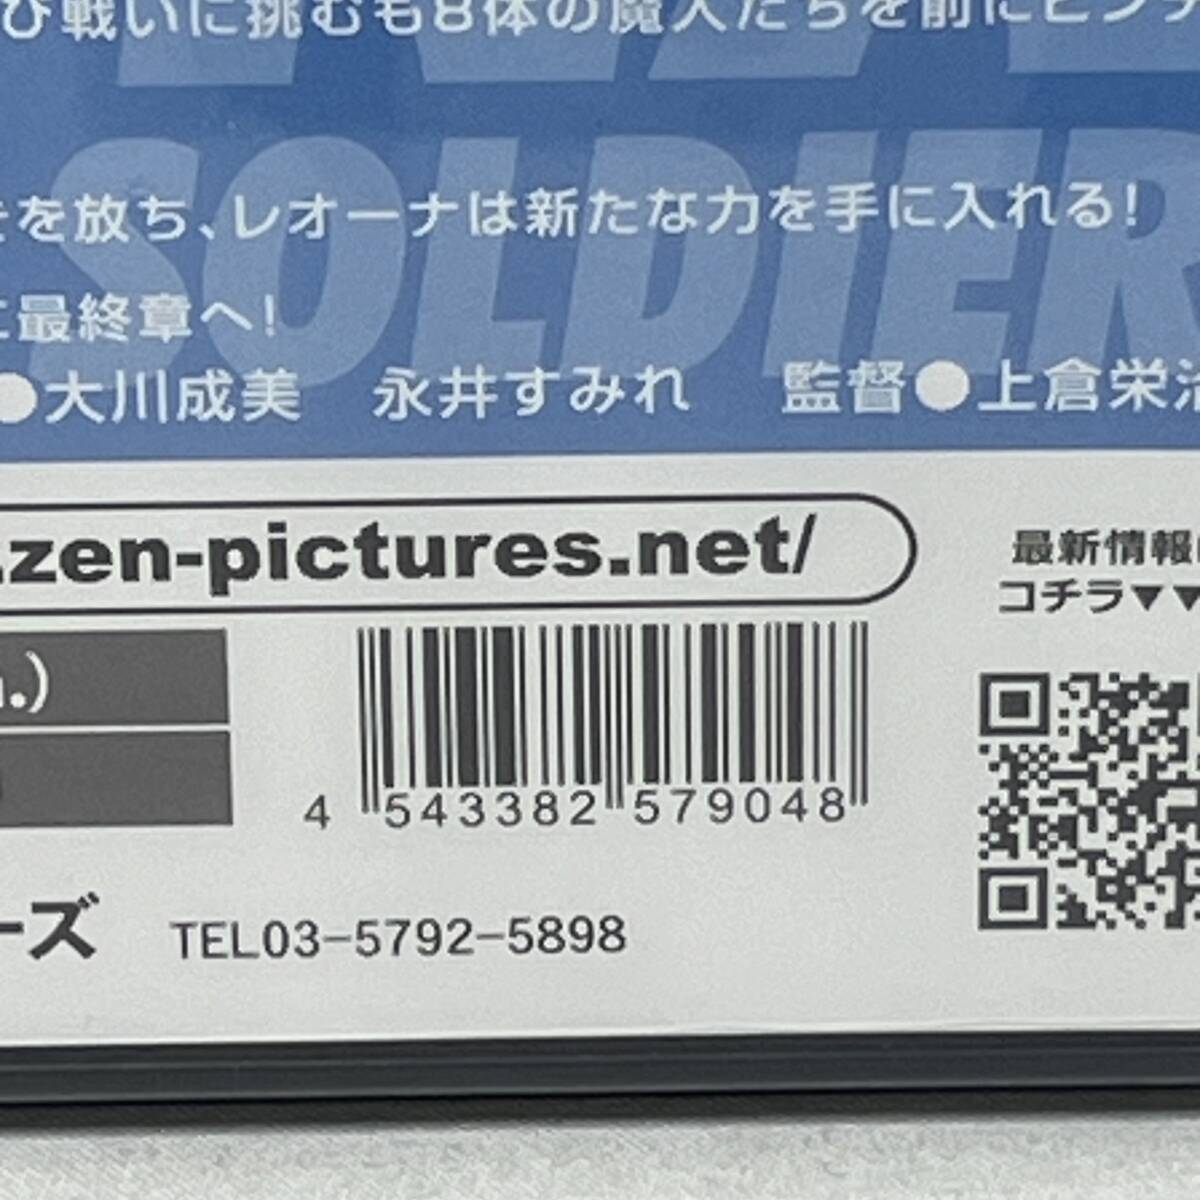 び戦いに挑むも8体の魔人たちを前にピンチ
SOLDIER
を放ち、レオーナは新たな力を手に入れる!
に最終章へ!
●大川成美 永井すみれ 監督●上倉栄治
.zen-pictures.net/
最新情報は
コチラ▼▼
.)
4 543382 579048
ーズ TEL03-5792-5898